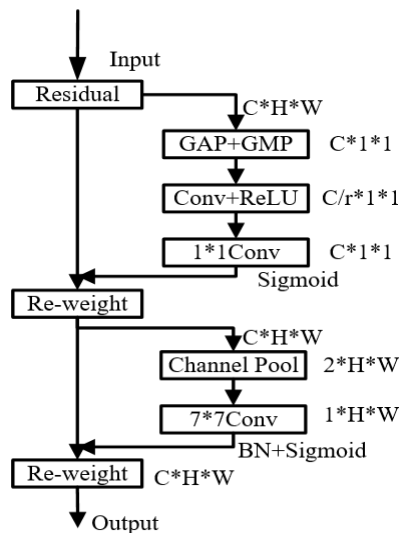 Input
Residual
C*H*W
GAP+GMP C*1*1
Conv+ReLU C/r*1*1
1*1Conv C*1*1
Sigmoid
Re-weight
C*H*W
Channel Pool 2*H*W
7*7Conv 1*H*W
BN+Sigmoid
Re-weight C*H*W
Output